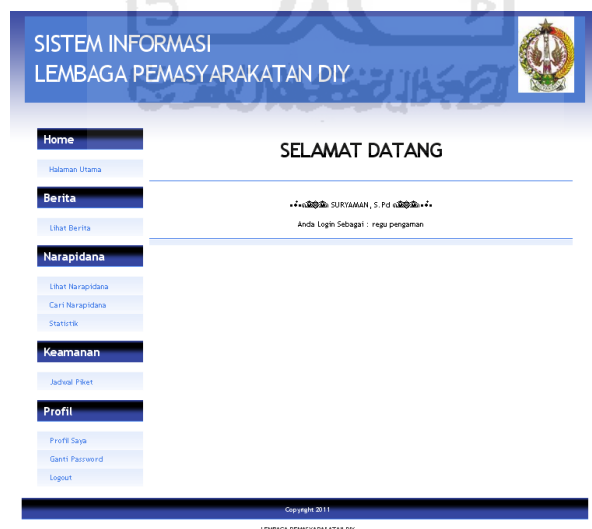 SISTEM INFORMASI
LEMBAGA PEMASYARAKATAN DIY
Home
Halaman Utama
Berita
Lihat Berita
Narapidana
Lihat Narapidana
Cari Narapidana
Statistik
Keamanan
Jadwal Piket
Profil
Profil Saya
Ganti Password
Logout
SELAMAT DATANG
SURYAMAN, S.Pd
Anda Login Sebagai : regu pengaman
Copyright 2011
LEMBAGA PEMASYARAKATAN DIY